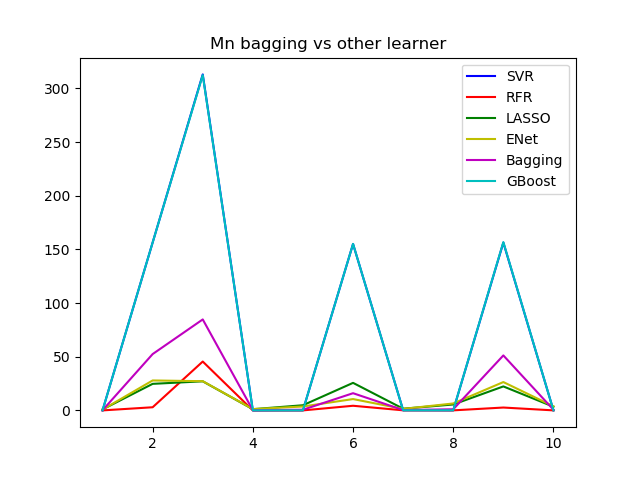 Mn bagging vs other learner
SVR
RFR
LASSO
ENet
Bagging
GBoost
300
250
200
150
100
50
0
2 4 6 8 10